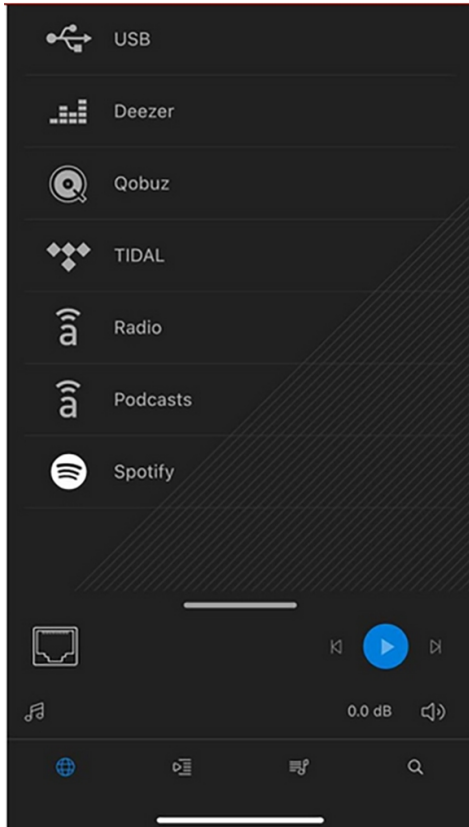 USB
Deezer
Qobuz
TIDAL
Radio
Podcasts
Spotify
0.0 dB